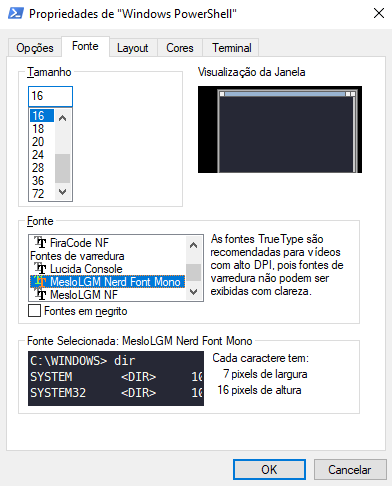 Propriedades de "Windows PowerShell"
Opções Fonte Layout Cores Terminal
Tamanho
16
16
18
20
24
28
36
72
Visualização da Janela
Fonte
FiraCode NF
Fontes de varredura
Lucida Console
MesloLGM Nerd Font Mono
MesloLGM NF
Fontes em negrito
As fontes TrueType são
recomendadas para vídeos
com alto DPI, pois fontes de
varredura não podem ser
exibidas com clareza.
Fonte Selecionada: MesloLGM Nerd Font Mono
C:\WINDOWS> dir
SYSTEM <DIR> 10
SYSTEM32 <DIR> 10
Cada caractere tem:
7 pixels de largura
16 pixels de altura
OK Cancelar